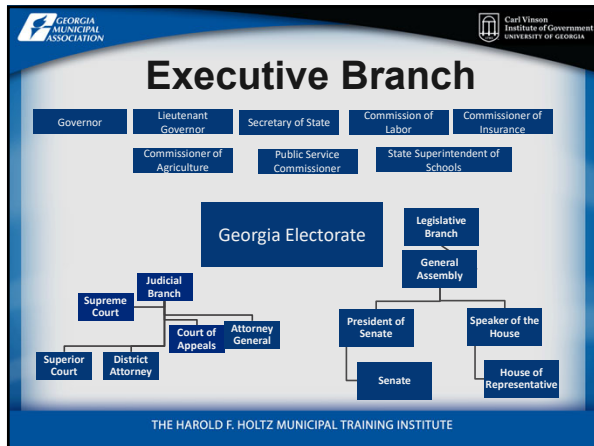 GEORGIA
MUNICIPAL
ASSOCIATION
Carl Vinson
Institute of Government
UNIVERSITY OF GEORGIA
Executive Branch
Governor
Lieutenant
Governor
Secretary of State
Commission of
Labor
Commissioner of
Insurance
Commissioner of
Agriculture
Public Service
Commissioner
State Superintendent of
Schools
Georgia Electorate
Legislative
Branch
General
Assembly
Judicial
Branch
Supreme
Court
Court of
Appeals
Attorney
General
Superior
Court
District
Attorney
President of
Senate
Speaker of the
House
Senate
House of
Representative
THE HAROLD F. HOLTZ MUNICIPAL TRAINING INSTITUTE